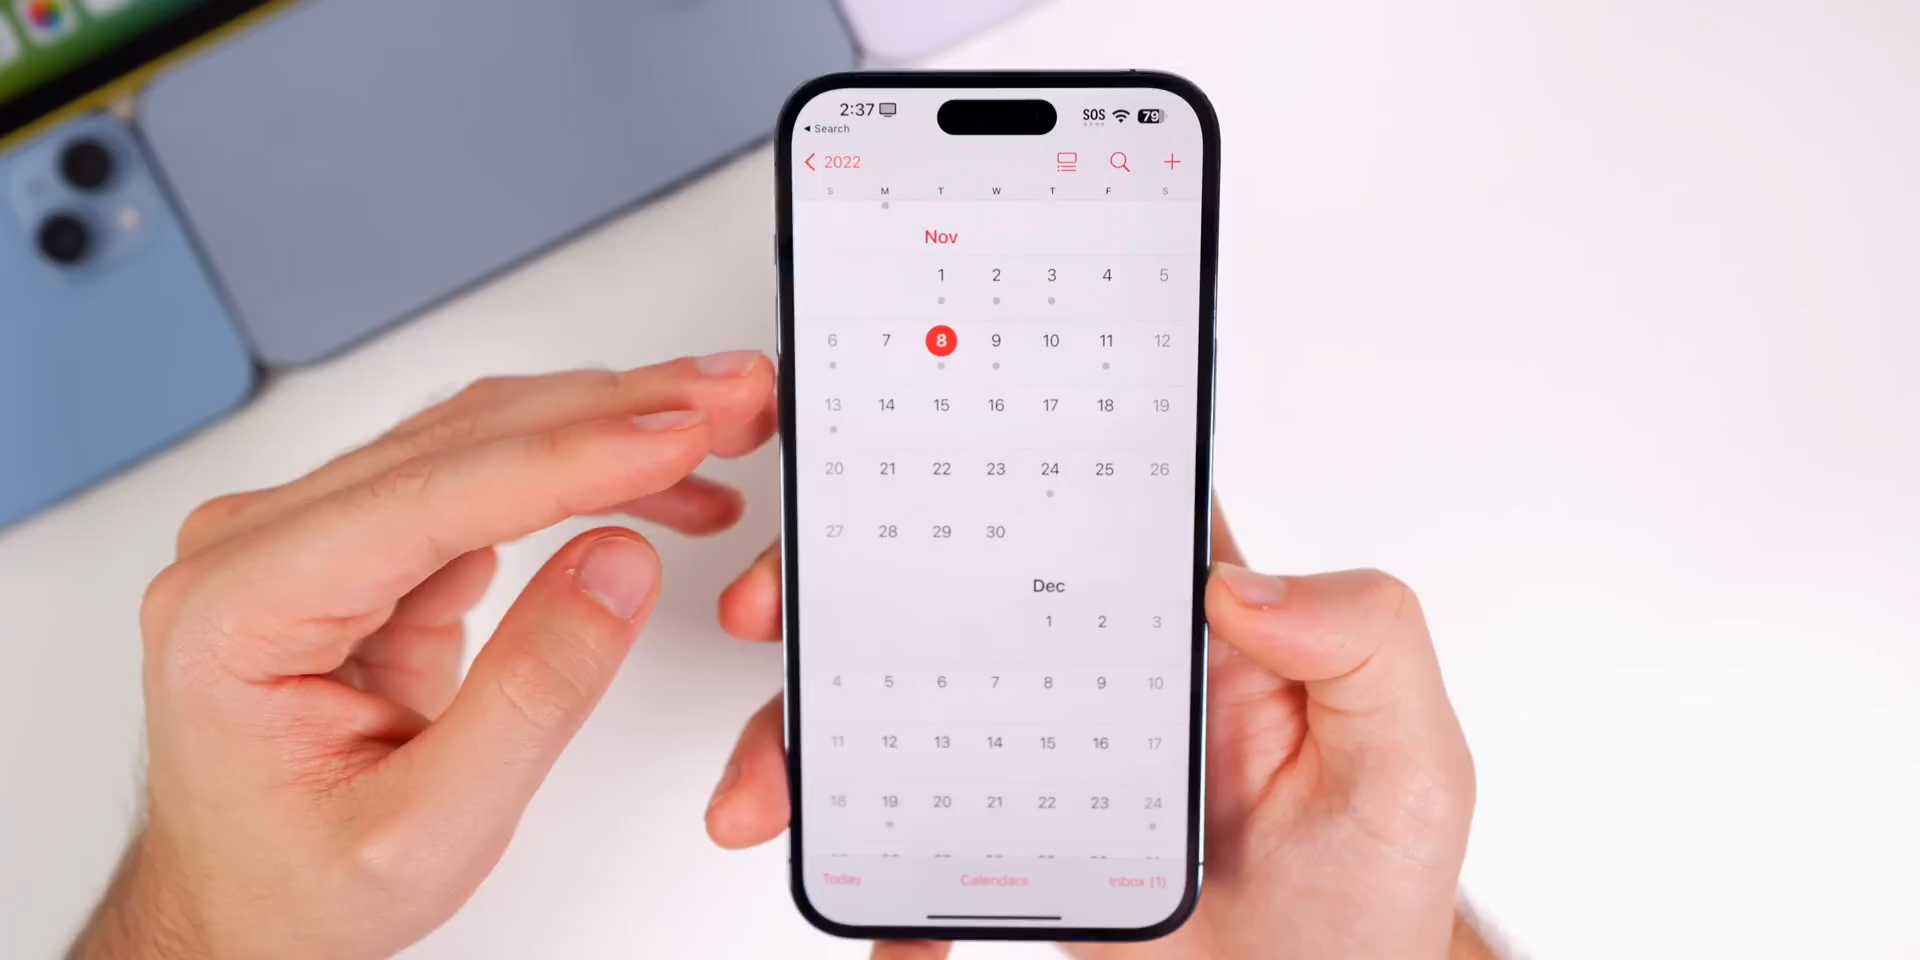 2:37
SOS 79
Search
2022
S M T W T F S
Nov
1 2 3 4 5
6 7 8 9 10 11 12
13 14 15 16 17 18 19
20 21 22 23 24 25 26
27 28 29 30
Dec
1 2 3
4 5 6 7 8 9 10
11 12 13 14 15 16 17
18 19 20 21 22 23 24
Today Calendars Inbox (1)